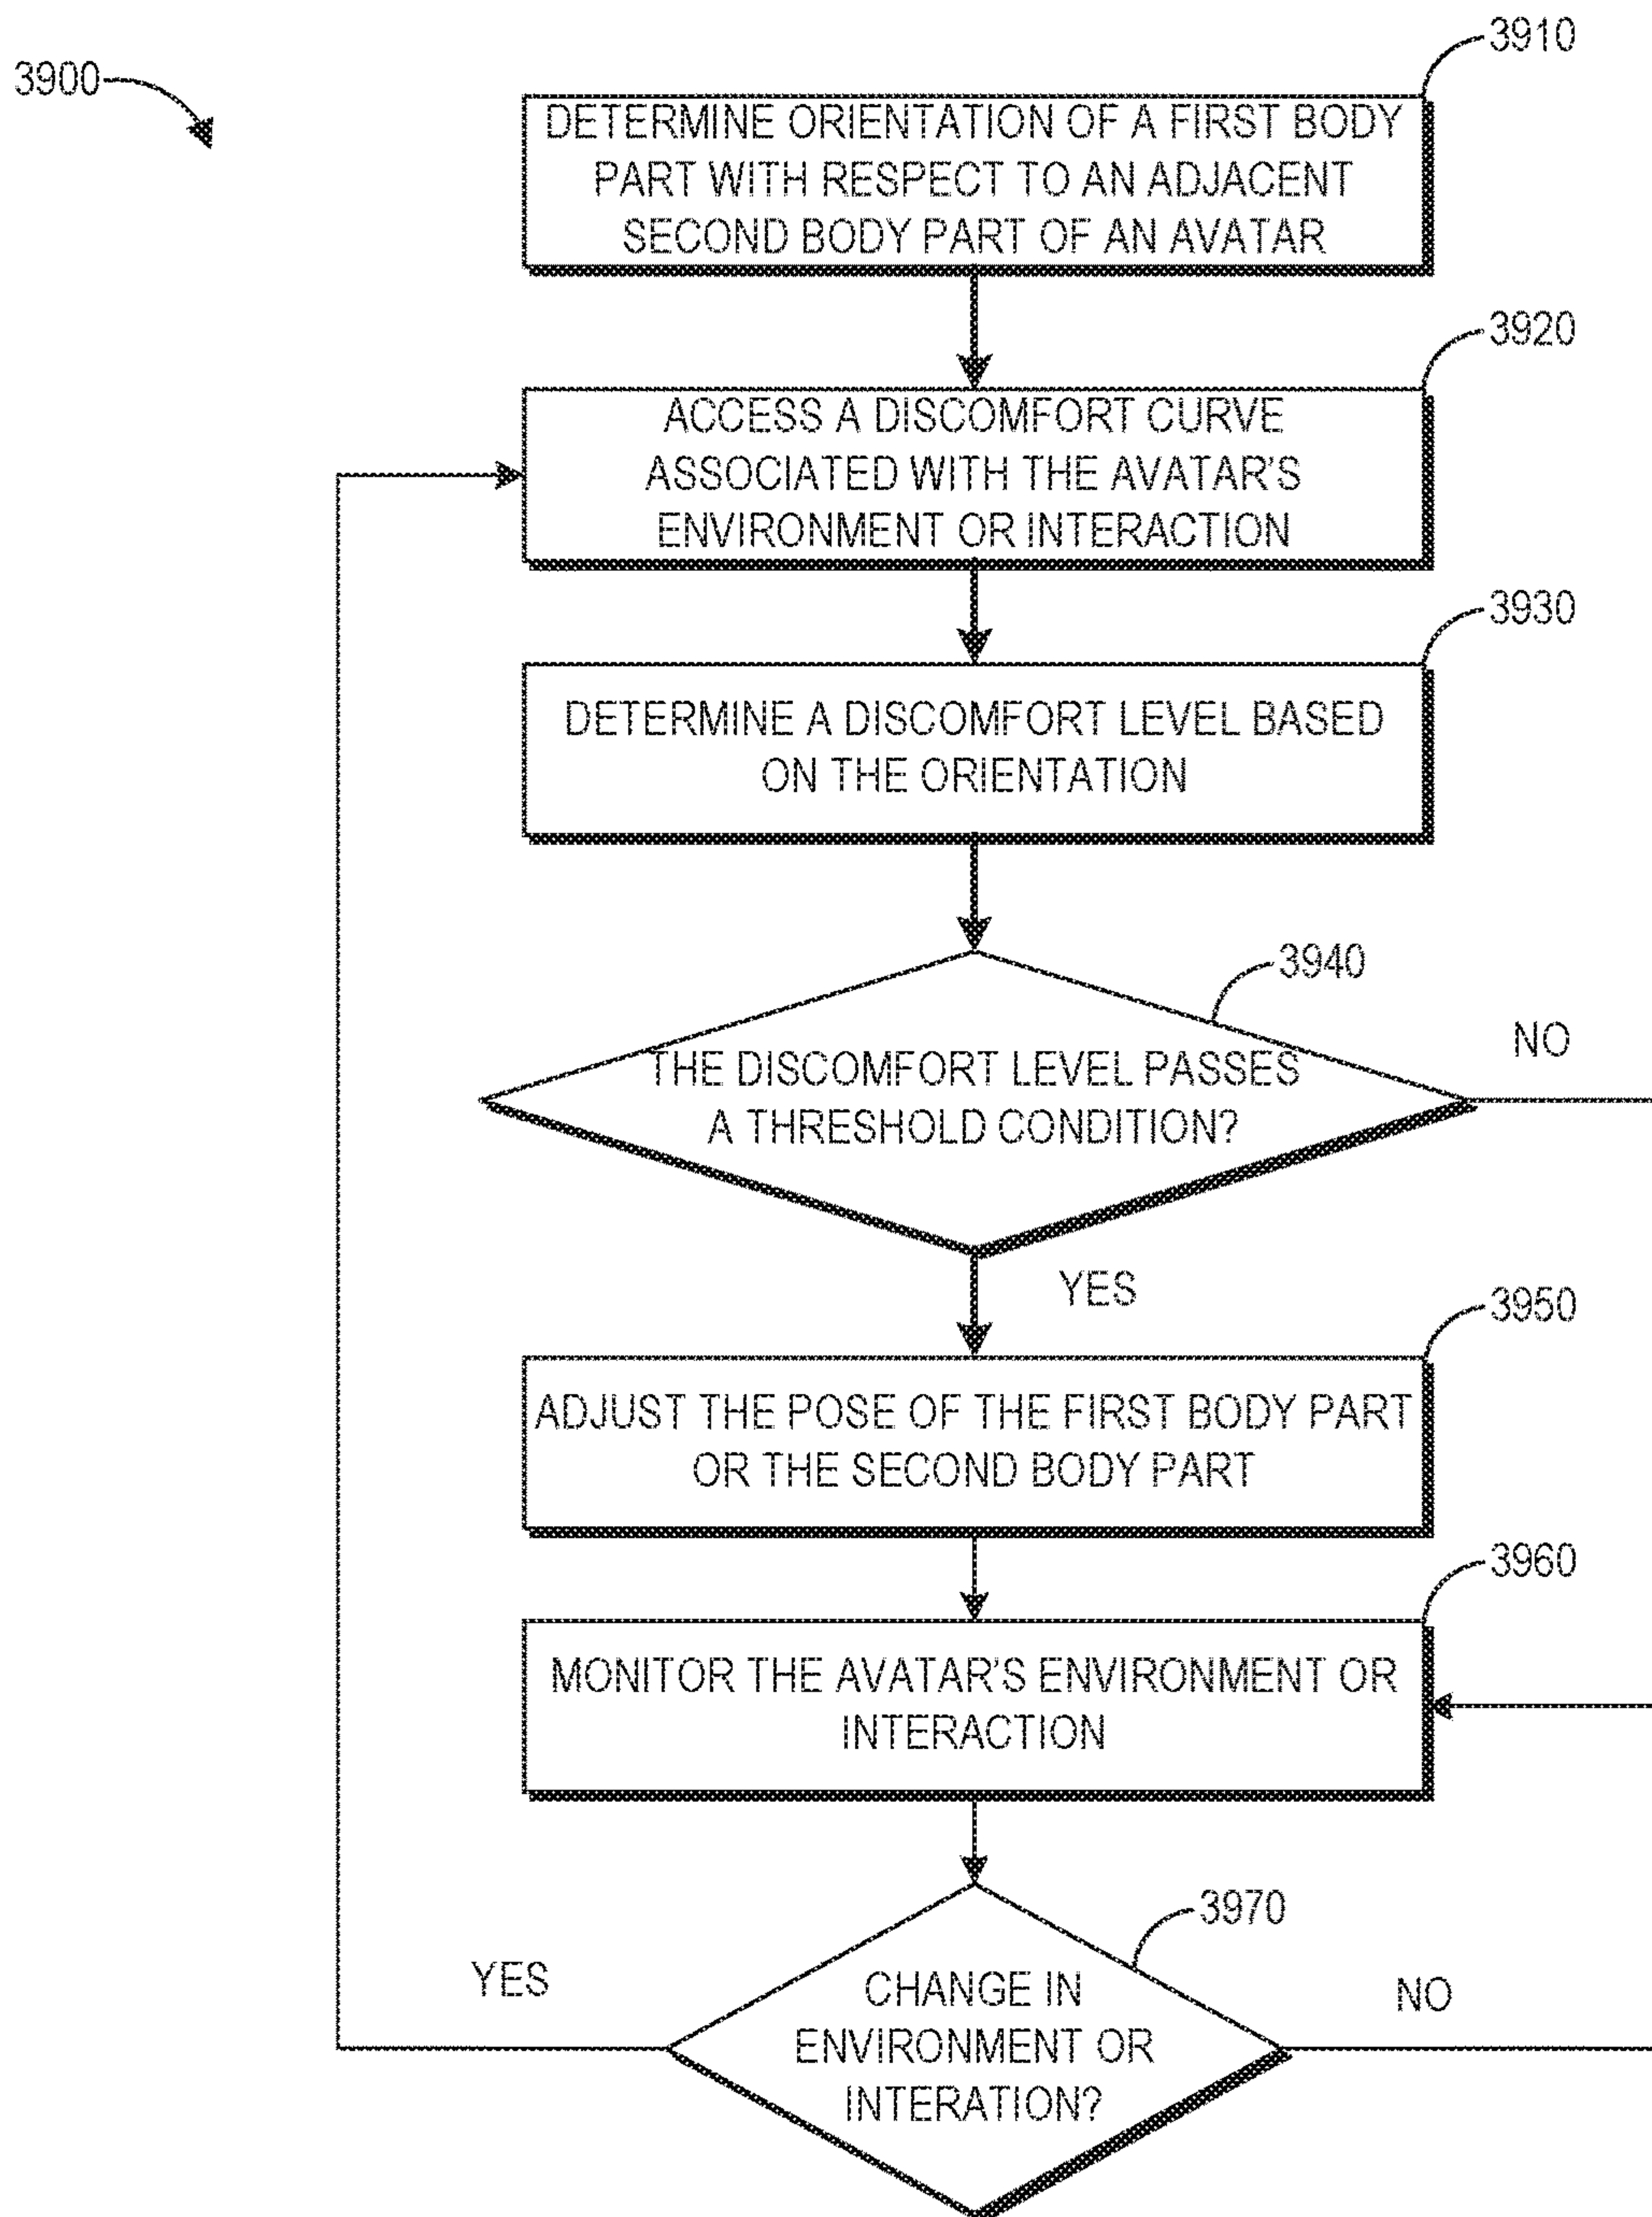 3900
3910
DETERMINE ORIENTATION OF A FIRST BODY
PART WITH RESPECT TO AN ADJACENT
SECOND BODY PART OF AN AVATAR
3920
ACCESS A DISCOMFORT CURVE
ASSOCIATED WITH THE AVATAR'S
ENVIRONMENT OR INTERACTION
3930
DETERMINE A DISCOMFORT LEVEL BASED
ON THE ORIENTATION
3940
THE DISCOMFORT LEVEL PASSES
A THRESHOLD CONDITION?
NO
YES
3950
ADJUST THE POSE OF THE FIRST BODY PART
OR THE SECOND BODY PART
3960
MONITOR THE AVATAR'S ENVIRONMENT OR
INTERACTION
3970
CHANGE IN
ENVIRONMENT OR
INTERATION?
YES
NO